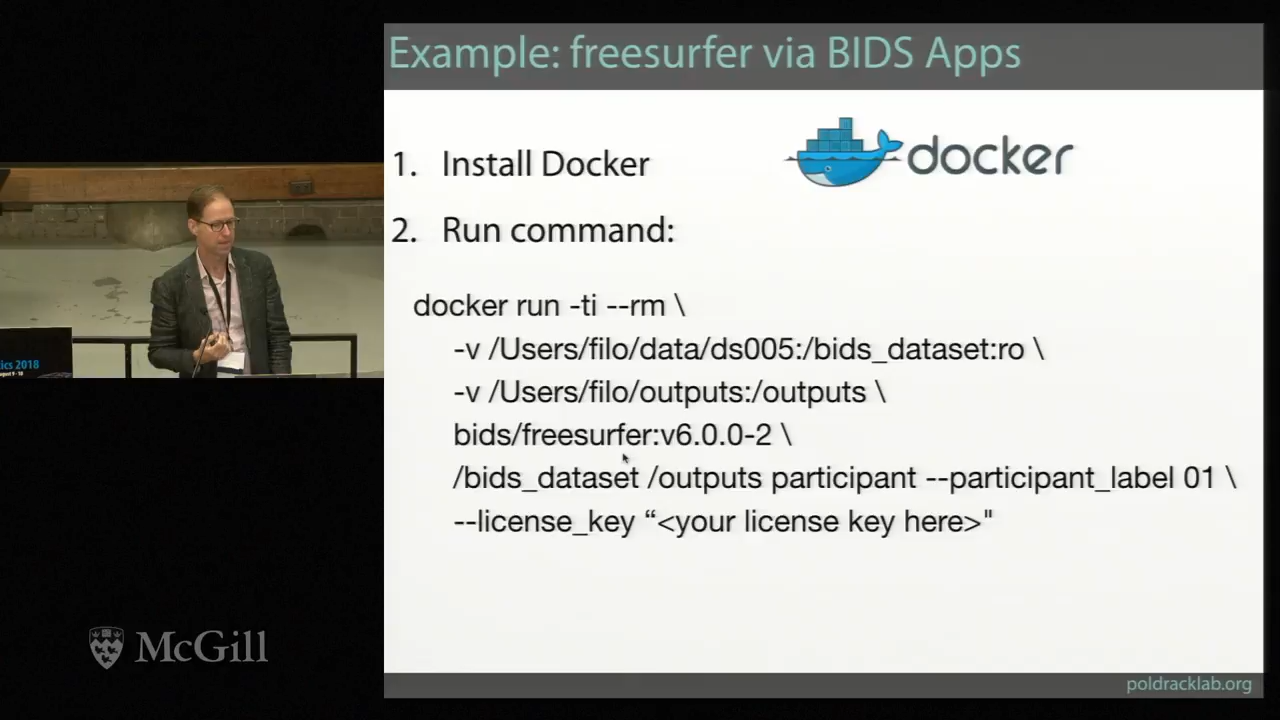 Example: freesurfer via BIDS Apps
1. Install Docker
docker
2. Run command:
docker run -ti --rm \
-v /Users/filo/data/ds005:/bids_dataset:ro \
-v /Users/filo/outputs:/outputs \
bids/freesurfer:v6.0.0-2 \
/bids_dataset /outputs participant --participant_label 01 \
--license_key “<your license key here>"
tics 2018
McGill
poldracklab.org